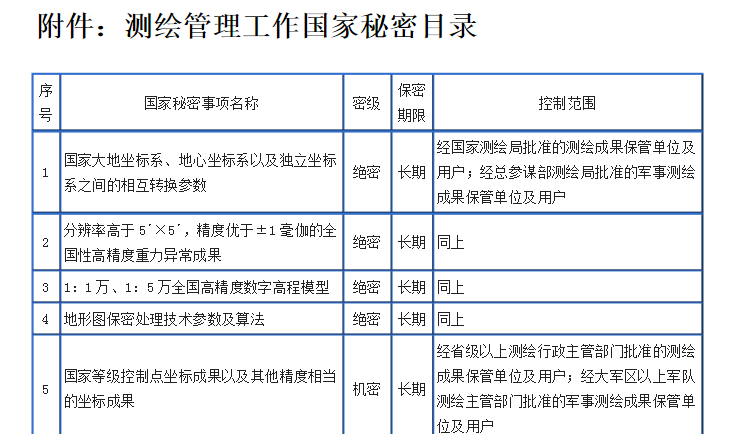 附件：测绘管理工作国家秘密目录
序号 国家秘密事项名称 密级 保密期限 控制范围
1 国家大地坐标系、地心坐标系以及独立坐标系之间的相互转换参数 绝密 长期 经国家测绘局批准的测绘成果保管单位及用户；经总参谋部测绘局批准的军事测绘成果保管单位及用户
2 分辨率高于 5′×5′，精度优于±1 毫伽的全国性高精度重力异常成果 绝密 长期 同上
3 1：1 万、1：5 万全国高精度数字高程模型 绝密 长期 同上
4 地形图保密处理技术参数及算法 绝密 长期 同上
5 国家等级控制点坐标成果以及其他精度相当的坐标成果 机密 长期 经省级以上测绘行政主管部门批准的测绘成果保管单位及用户；经大军区以上军队测绘主管部门批准的军事测绘成果保管单位及用户